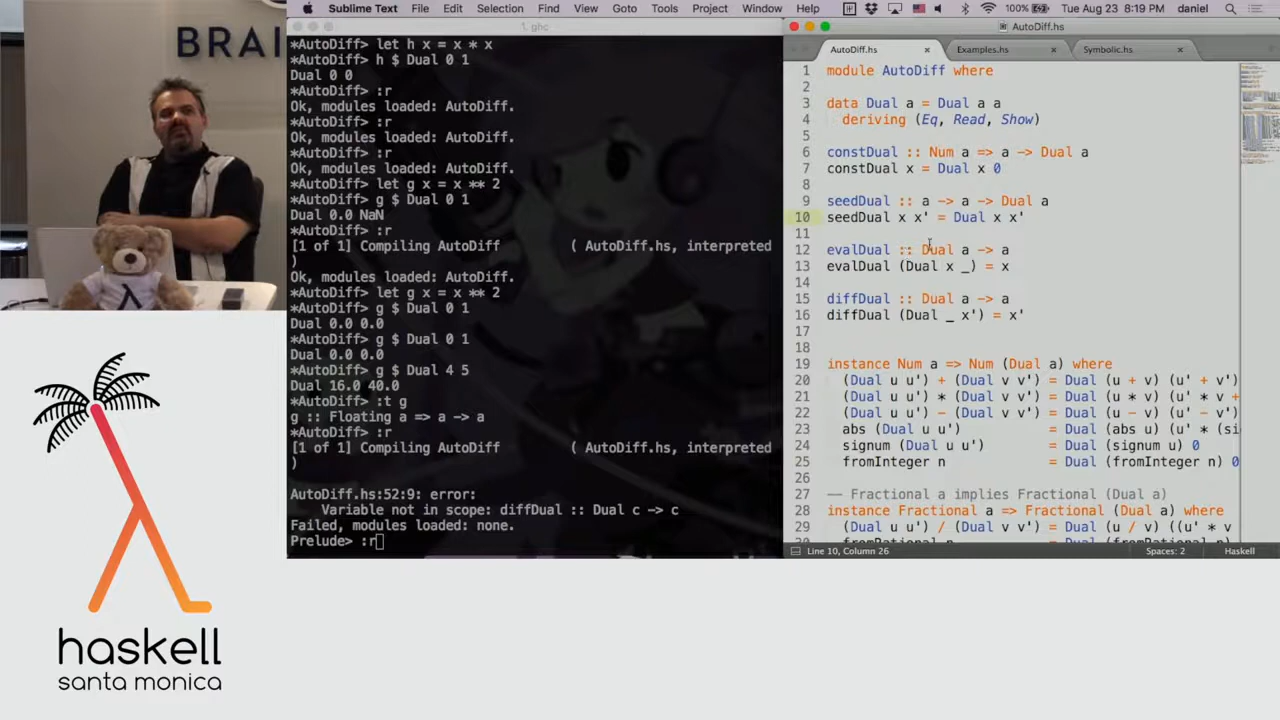 Sublime Text File Edit Selection Find View Goto Tools Project Window Help 100% Tue Aug 23 8:19 PM daniel
1. ghc
AutoDiff.hs
BRAI
*AutoDiff> let h x = x * x
*AutoDiff> h $ Dual 0 1
Dual 0 0
*AutoDiff> :r
Ok, modules loaded: AutoDiff.
*AutoDiff> :r
Ok, modules loaded: AutoDiff.
*AutoDiff> :r
Ok, modules loaded: AutoDiff.
*AutoDiff> let g x = x ** 2
*AutoDiff> g $ Dual 0 1
Dual 0.0 NaN
*AutoDiff> :r
[1 of 1] Compiling AutoDiff ( AutoDiff.hs, interpreted
)
Ok, modules loaded: AutoDiff.
*AutoDiff> let g x = x ** 2
*AutoDiff> g $ Dual 0 1
Dual 0.0 0.0
*AutoDiff> g $ Dual 0 1
Dual 0.0 0.0
*AutoDiff> g $ Dual 4 5
Dual 16.0 40.0
*AutoDiff> :t g
g :: Floating a => a -> a
*AutoDiff> :r
[1 of 1] Compiling AutoDiff ( AutoDiff.hs, interpreted
)
AutoDiff.hs:52:9: error:
Variable not in scope: diffDual :: Dual c -> c
Failed, modules loaded: none.
Prelude> :r
AutoDiff.hs × Examples.hs × Symbolic.hs ×
1 module AutoDiff where
2
3 data Dual a = Dual a a
4 deriving (Eq, Read, Show)
5
6 constDual :: Num a => a -> Dual a
7 constDual x = Dual x 0
8
9 seedDual :: a -> a -> Dual a
10 seedDual x x' = Dual x x'
11
12 evalDual :: Dual a -> a
13 evalDual (Dual x _) = x
14
15 diffDual :: Dual a -> a
16 diffDual (Dual _ x') = x'
17
18
19 instance Num a => Num (Dual a) where
20 (Dual u u') + (Dual v v') = Dual (u + v) (u' + v')
21 (Dual u u') * (Dual v v') = Dual (u * v) (u' * v +
22 (Dual u u') - (Dual v v') = Dual (u - v) (u' - v')
23 abs (Dual u u') = Dual (abs u) (u' * (si
24 signum (Dual u u') = Dual (signum u) 0
25 fromInteger n = Dual (fromInteger n) 0
26
27 -- Fractional a implies Fractional (Dual a)
28 instance Fractional a => Fractional (Dual a) where
29 (Dual u u') / (Dual v v') = Dual (u / v) ((u' * v
Line 10, Column 26 Spaces: 2 Haskell
haskell
santa monica